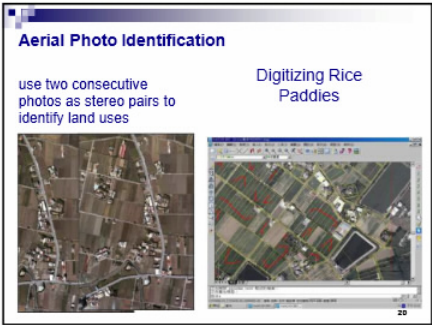 Aerial Photo Identification
use two consecutive
photos as stereo pairs to
identify land uses
Digitizing Rice
Paddies
20